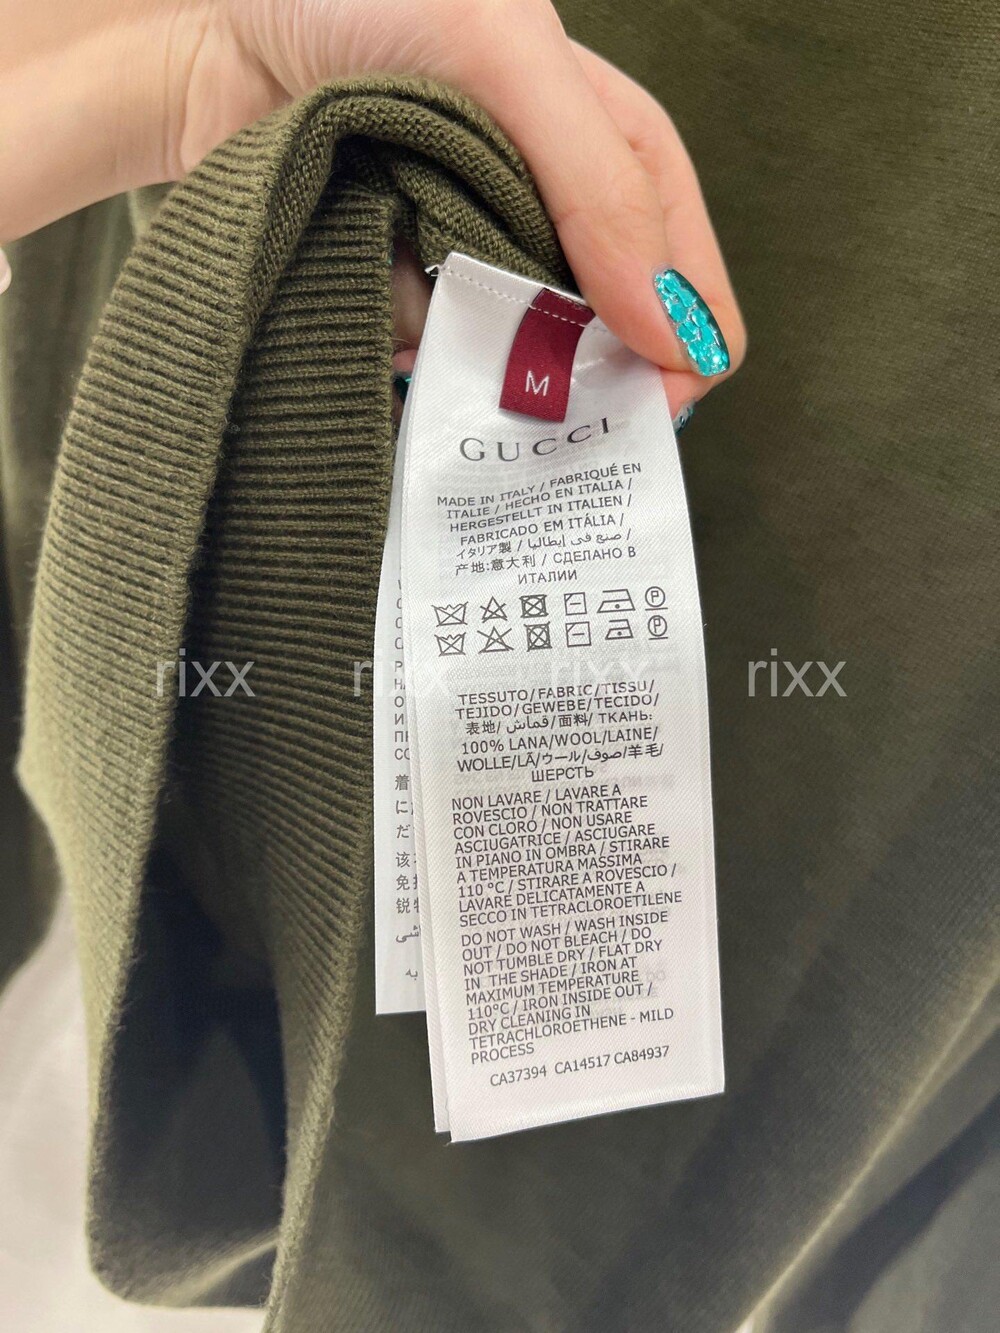 M
GUCCI
MADE IN ITALY / FABRIQUÉ EN
ITALIE / HECHO EN ITALIA /
HERGESTELLT IN ITALIEN /
FABRICADO EM ITÁLIA /
イタリア製 / صنع في إيطاليا /
产地:意大利 / СДЕЛАНО В
ИТАЛИИ
P
P
rixx rixx rixx rixx
TESSUTO/FABRIC/TISSU/
TEJIDO/GEWEBE/TECIDO/
表地/قماش/面料/ ТКАНЬ:
100% LANA/WOOL/LAINE/
WOLLE/LÃ/ウール/صوف/羊毛/
ШЕРСТЬ
NON LAVARE / LAVARE A
ROVESCIO / NON TRATTARE
CON CLORO / NON USARE
ASCIUGATRICE / ASCIUGARE
IN PIANO IN OMBRA / STIRARE
A TEMPERATURA MASSIMA
110 °C / STIRARE A ROVESCIO /
LAVARE DELICATAMENTE A
SECCO IN TETRACLOROETILENE
DO NOT WASH / WASH INSIDE
OUT / DO NOT BLEACH / DO
NOT TUMBLE DRY / FLAT DRY
IN THE SHADE / IRON AT
MAXIMUM TEMPERATURE
110°C / IRON INSIDE OUT /
DRY CLEANING IN
TETRACHLOROETHENE - MILD
PROCESS
CA37394 CA14517 CA84937